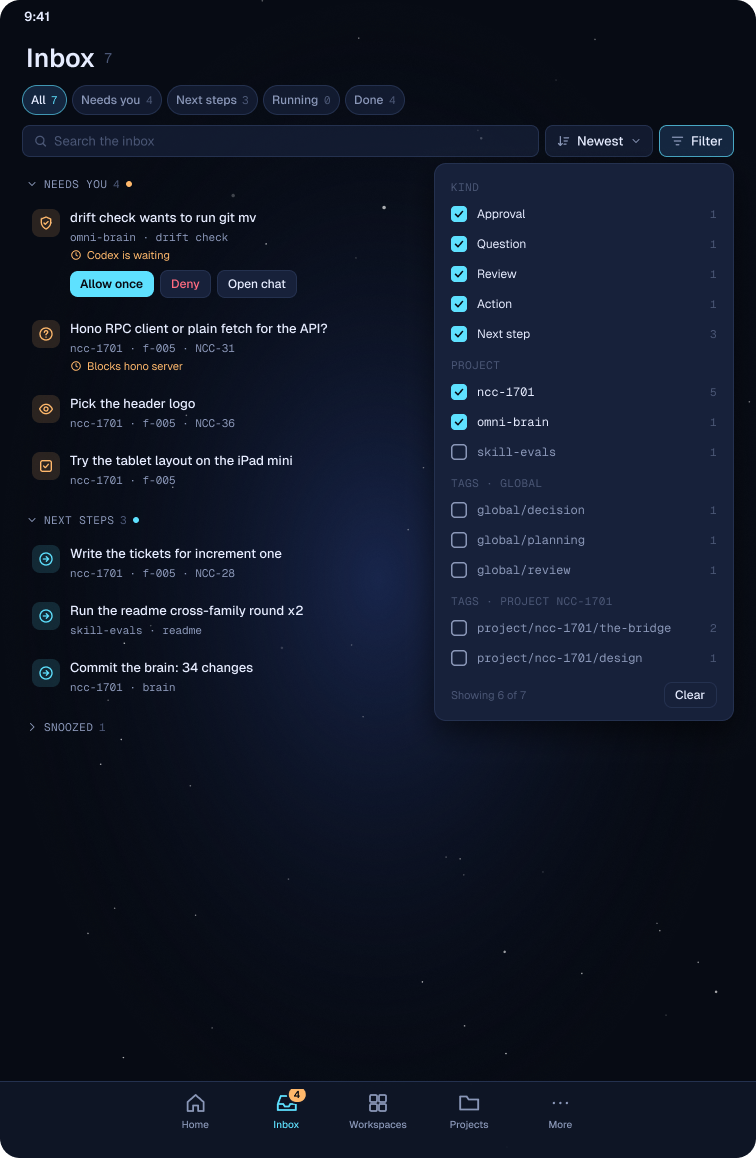 9:41
Inbox 7
All 7 Needs you 4 Next steps 3 Running 0 Done 4
Search the inbox
Newest
Filter
NEEDS YOU 4
drift check wants to run git mv
omni-brain · drift check
Codex is waiting
Allow once Deny Open chat
Hono RPC client or plain fetch for the API?
ncc-1701 · f-005 · NCC-31
Blocks hono server
Pick the header logo
ncc-1701 · f-005 · NCC-36
Try the tablet layout on the iPad mini
ncc-1701 · f-005
NEXT STEPS 3
Write the tickets for increment one
ncc-1701 · f-005 · NCC-28
Run the readme cross-family round x2
skill-evals · readme
Commit the brain: 34 changes
ncc-1701 · brain
SNOOZED 1
KIND
Approval 1
Question 1
Review 1
Action 1
Next step 3
PROJECT
ncc-1701 5
omni-brain 1
skill-evals 1
TAGS · GLOBAL
global/decision 1
global/planning 1
global/review 1
TAGS · PROJECT NCC-1701
project/ncc-1701/the-bridge 2
project/ncc-1701/design 1
Showing 6 of 7
Clear
4
Home Inbox Workspaces Projects More